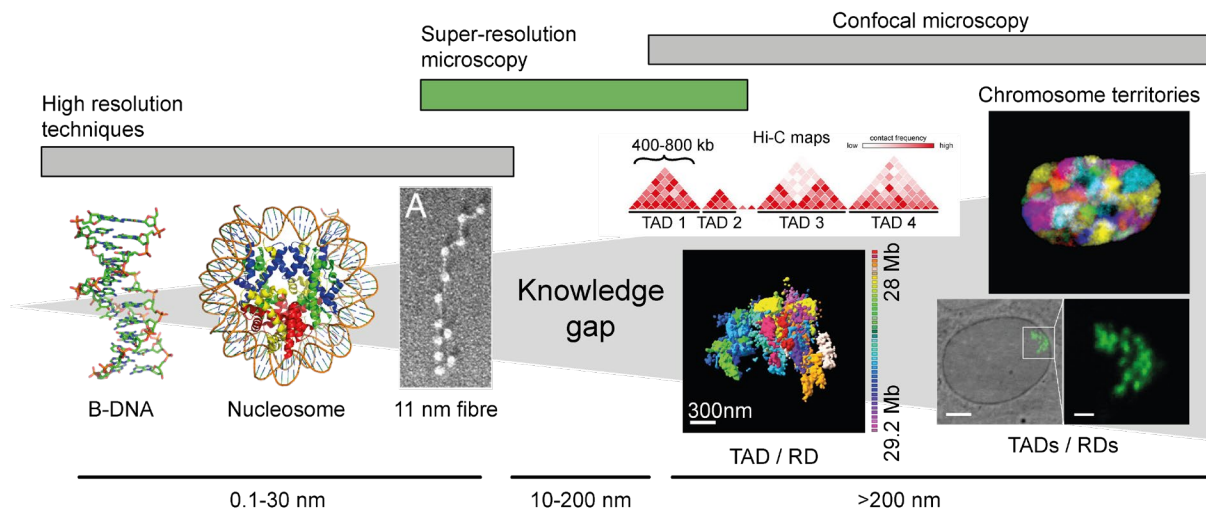 Confocal microscopy
Super-resolution
microscopy
High resolution
techniques
Chromosome territories
Hi-C maps
contact frequency
low high
400-800 kb
TAD 1 TAD 2 TAD 3 TAD 4
A
Knowledge
gap
28 Mb
29.2 Mb
300nm
B-DNA
Nucleosome
11 nm fibre
TAD / RD
TADs / RDs
0.1-30 nm
10-200 nm
>200 nm